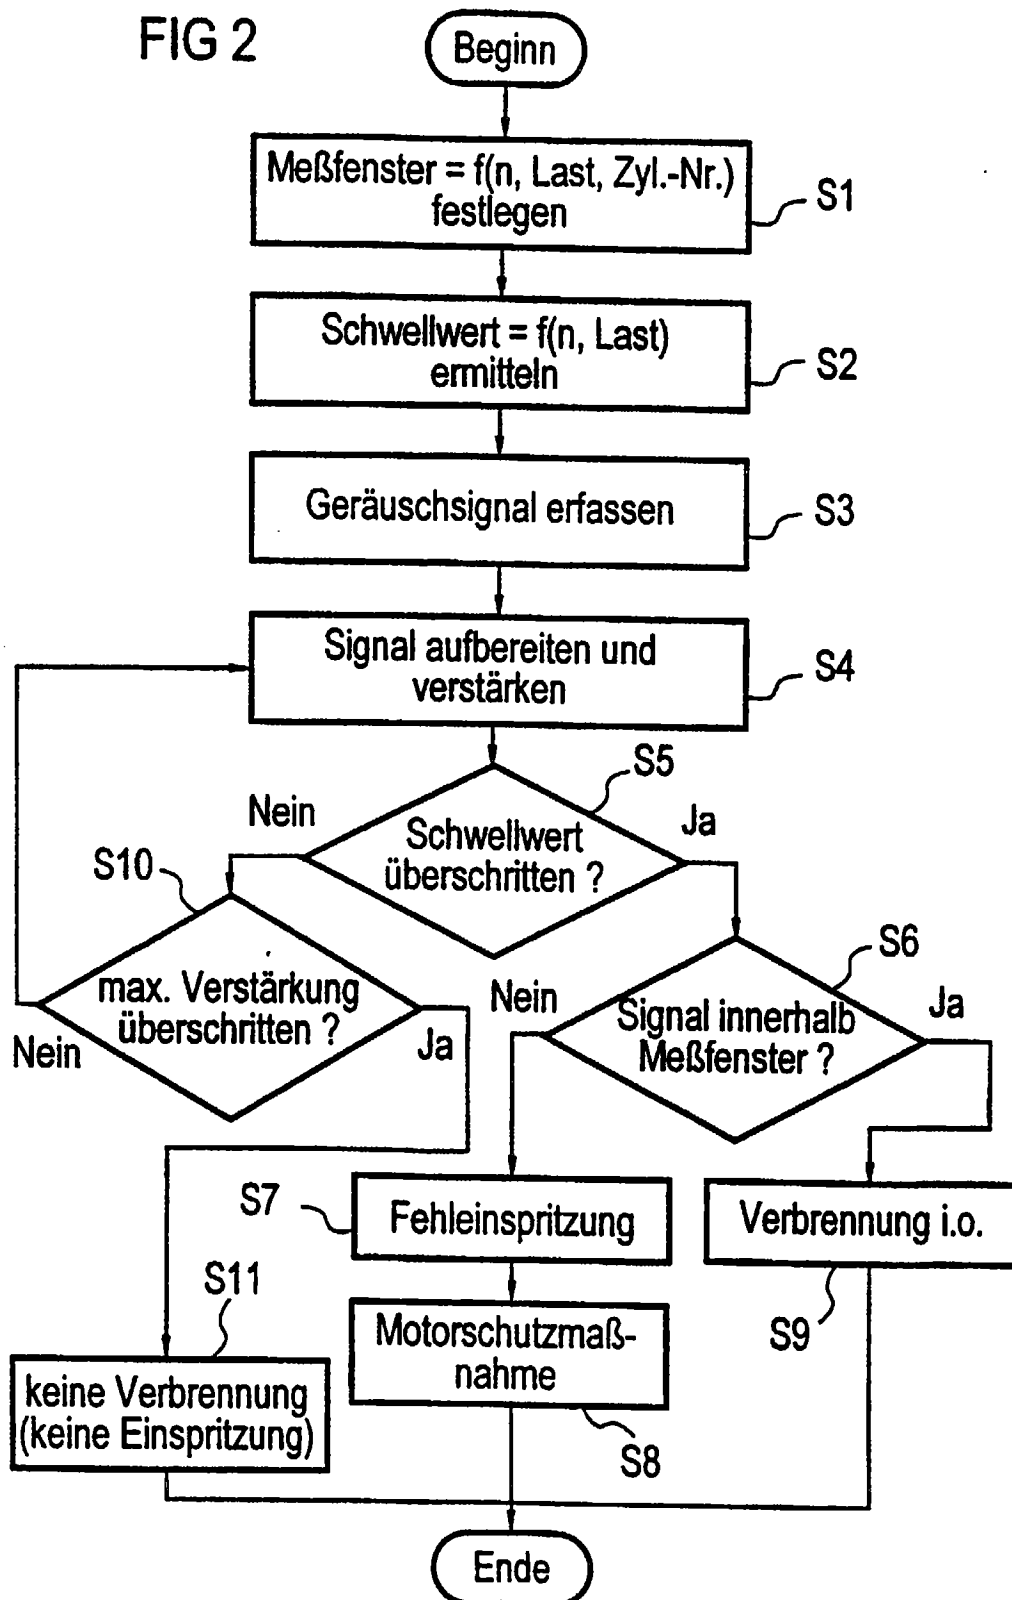 FIG 2
Beginn
Meßfenster = f(n, Last, Zyl.-Nr.)
festlegen
S1
Schwellwert = f(n, Last)
ermitteln
S2
Geräuschsignal erfassen
S3
Signal aufbereiten und
verstärken
S4
S5
Nein
Ja
Schwellwert
überschritten ?
S10
max. Verstärkung
überschritten ?
Nein
Ja
S6
Nein
Ja
Signal innerhalb
Meßfenster ?
S7
Fehleinspritzung
Verbrennung i.o.
S9
S11
Motorschutzmaß-
nahme
S8
keine Verbrennung
(keine Einspritzung)
Ende